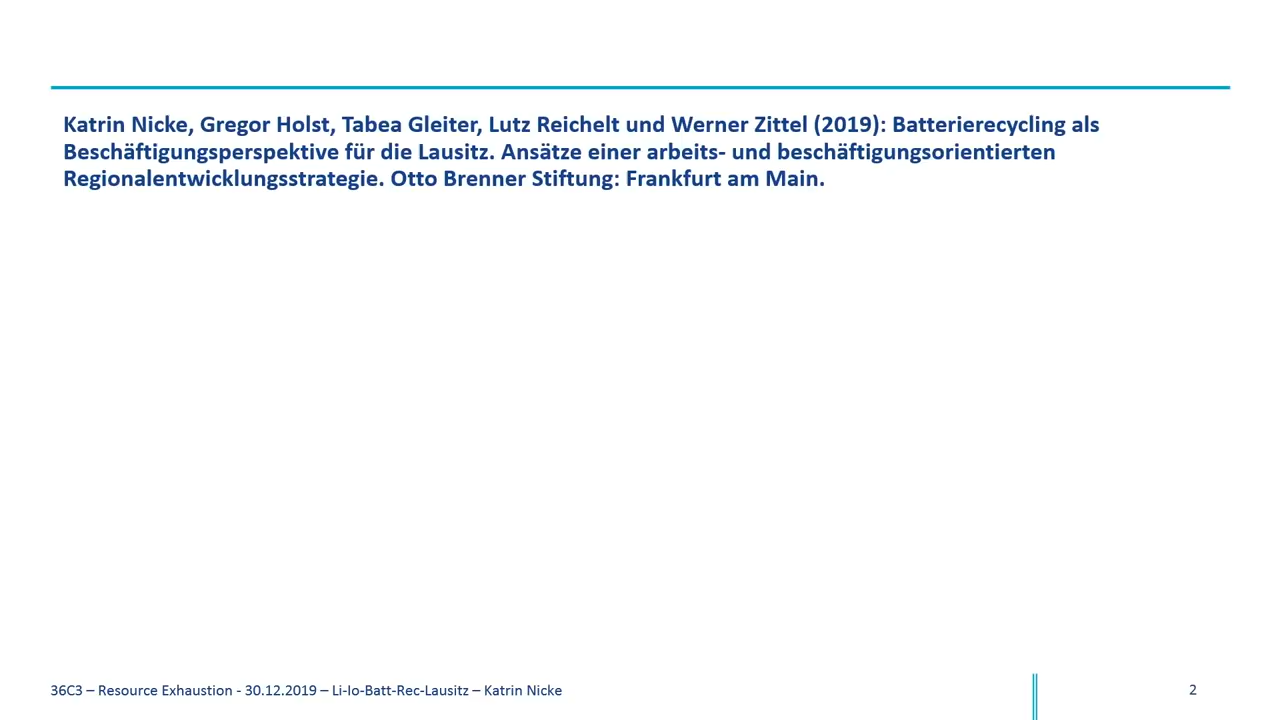 Katrin Nicke, Gregor Holst, Tabea Gleiter, Lutz Reichelt und Werner Zittel (2019): Batterierecycling als
Beschäftigungsperspektive für die Lausitz. Ansätze einer arbeits- und beschäftigungsorientierten
Regionalentwicklungsstrategie. Otto Brenner Stiftung: Frankfurt am Main.
36C3 – Resource Exhaustion - 30.12.2019 – Li-Io-Batt-Rec-Lausitz – Katrin Nicke
2